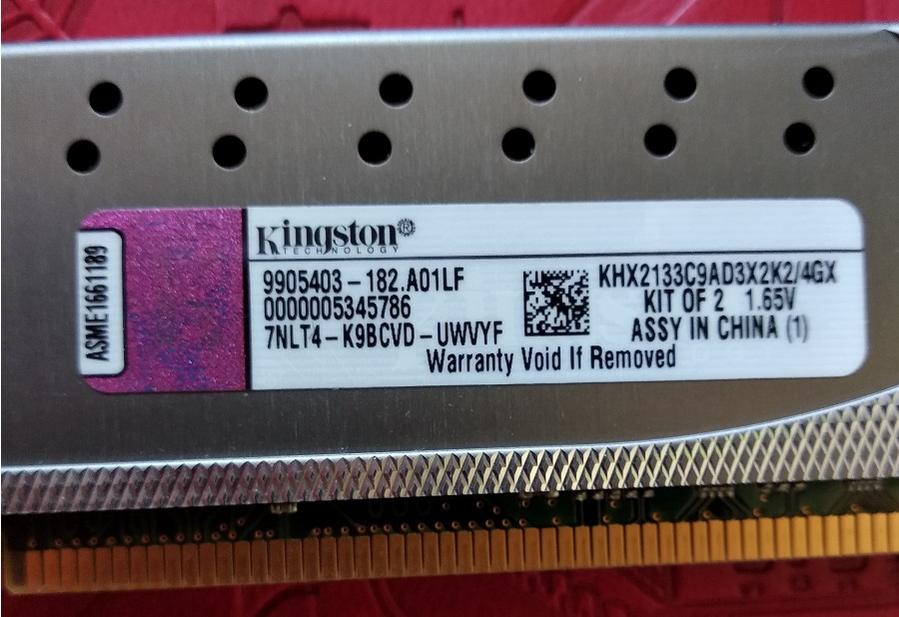 Kingston®
TECHNOLOGY
ASME1661189
9905403-182.A01LF
0000005345786
7NLT4-K9BCVD-UWVYF
KHX2133C9AD3X2K2/4GX
KIT OF 2 1.65V
ASSY IN CHINA (1)
Warranty Void If Removed